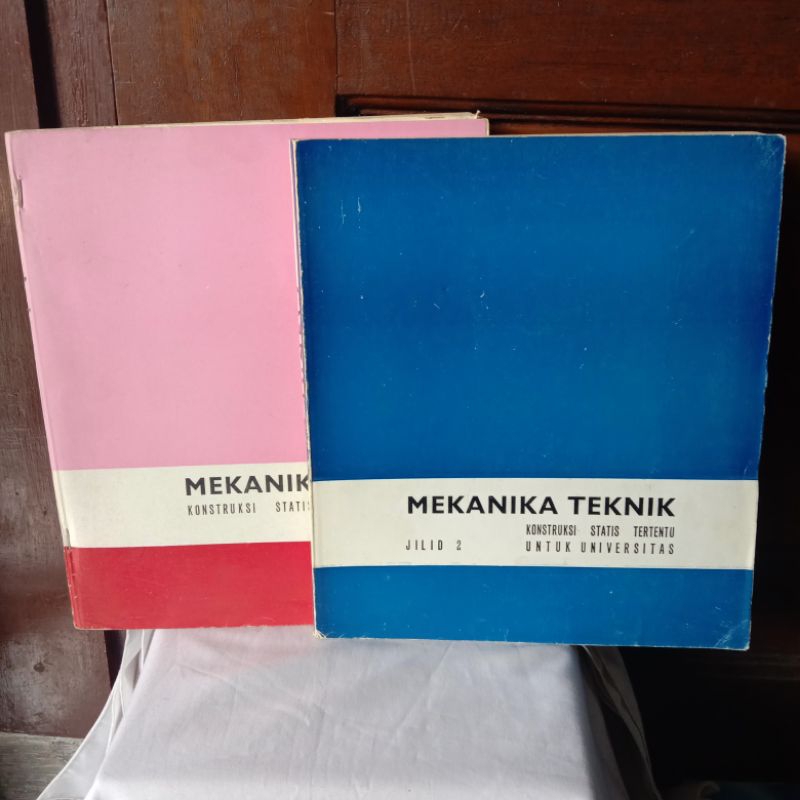 MEKANIK
KONSTRUKSI STATIS
MEKANIKA TEKNIK
KONSTRUKSI STATIS TERTENTU
JILID 2 UNTUK UNIVERSITAS